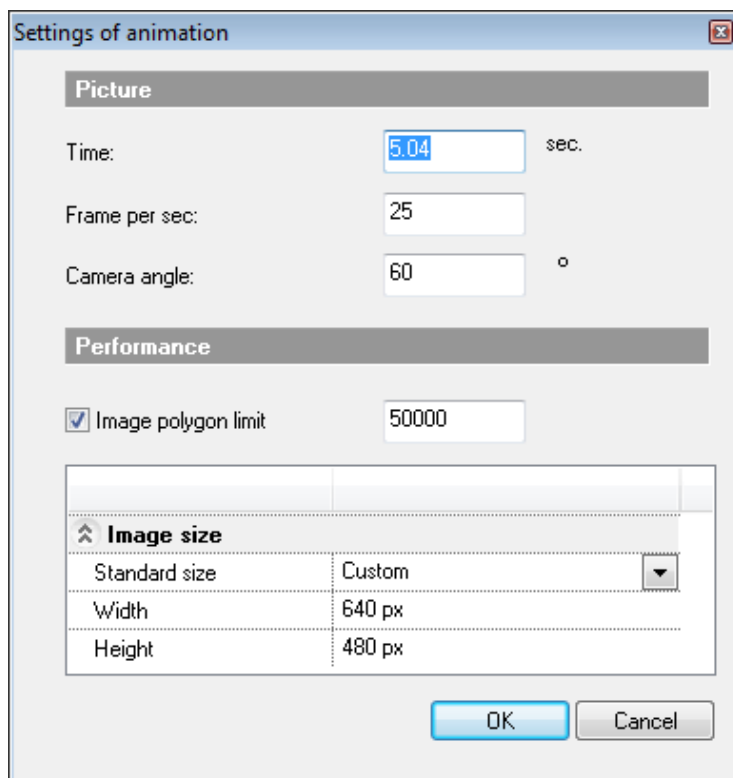 Settings of animation
Picture
Time: 5.04 sec.
Frame per sec: 25
Camera angle: 60 °
Performance
Image polygon limit 50000
Image size
Standard size Custom
Width 640 px
Height 480 px
OK Cancel